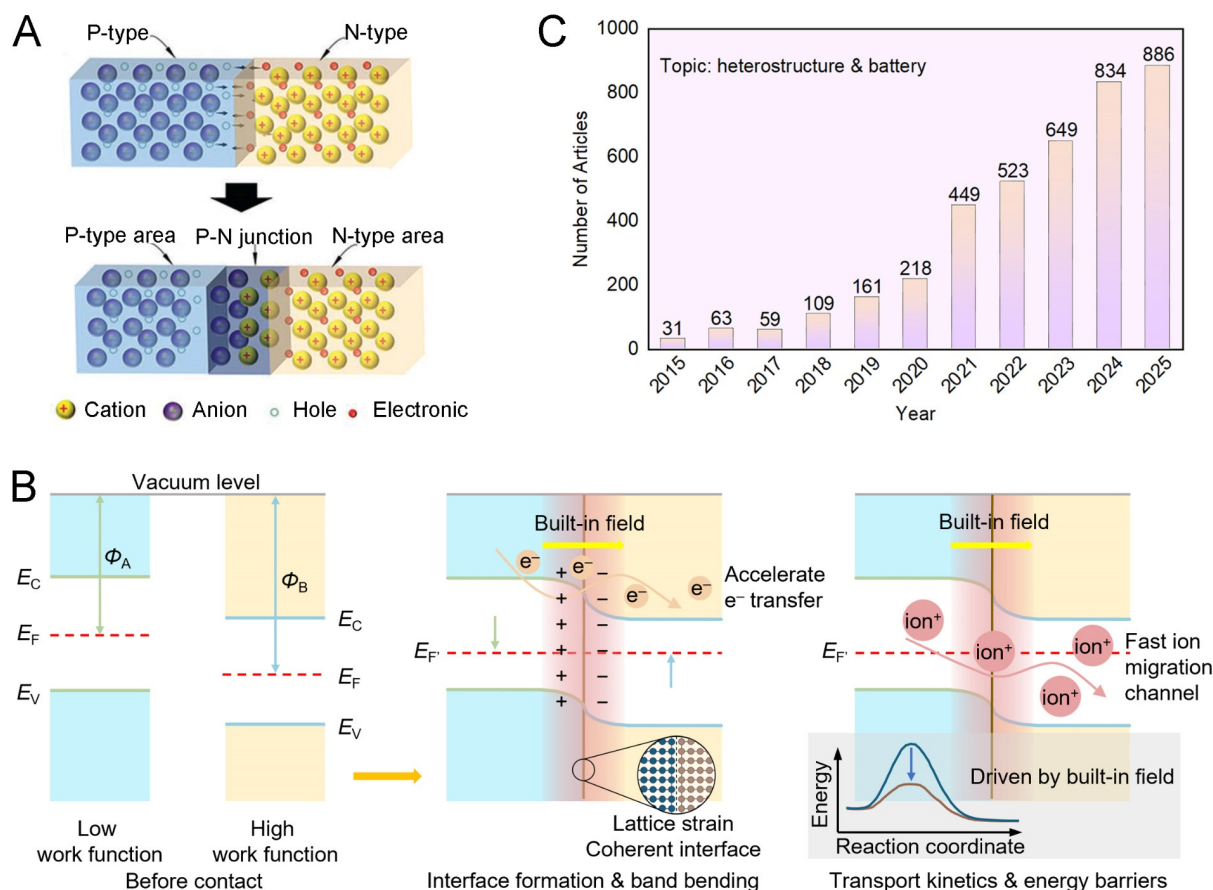 A
P-type
N-type
P-type area
P-N junction
N-type area
Cation
Anion
Hole
Electronic
C
Topic: heterostructure & battery
Number of Articles
1000
800
600
400
200
0
31
63
59
109
161
218
449
523
649
834
886
2015
2016
2017
2018
2019
2020
2021
2022
2023
2024
2025
Year
B
Vacuum level
Φ_A
Φ_B
E_C
E_F
E_V
E_C
E_F
E_V
Low
work function
High
work function
Before contact
Built-in field
e⁻
e⁻
e⁻
e⁻
Accelerate
e⁻ transfer
+ −
+ −
+ −
+ −
+ −
+ −
E_F'
Lattice strain
Coherent interface
Interface formation & band bending
Built-in field
ion⁺
ion⁺
ion⁺
ion⁺
E_F'
Fast ion
migration
channel
Driven by built-in field
Energy
Reaction coordinate
Transport kinetics & energy barriers